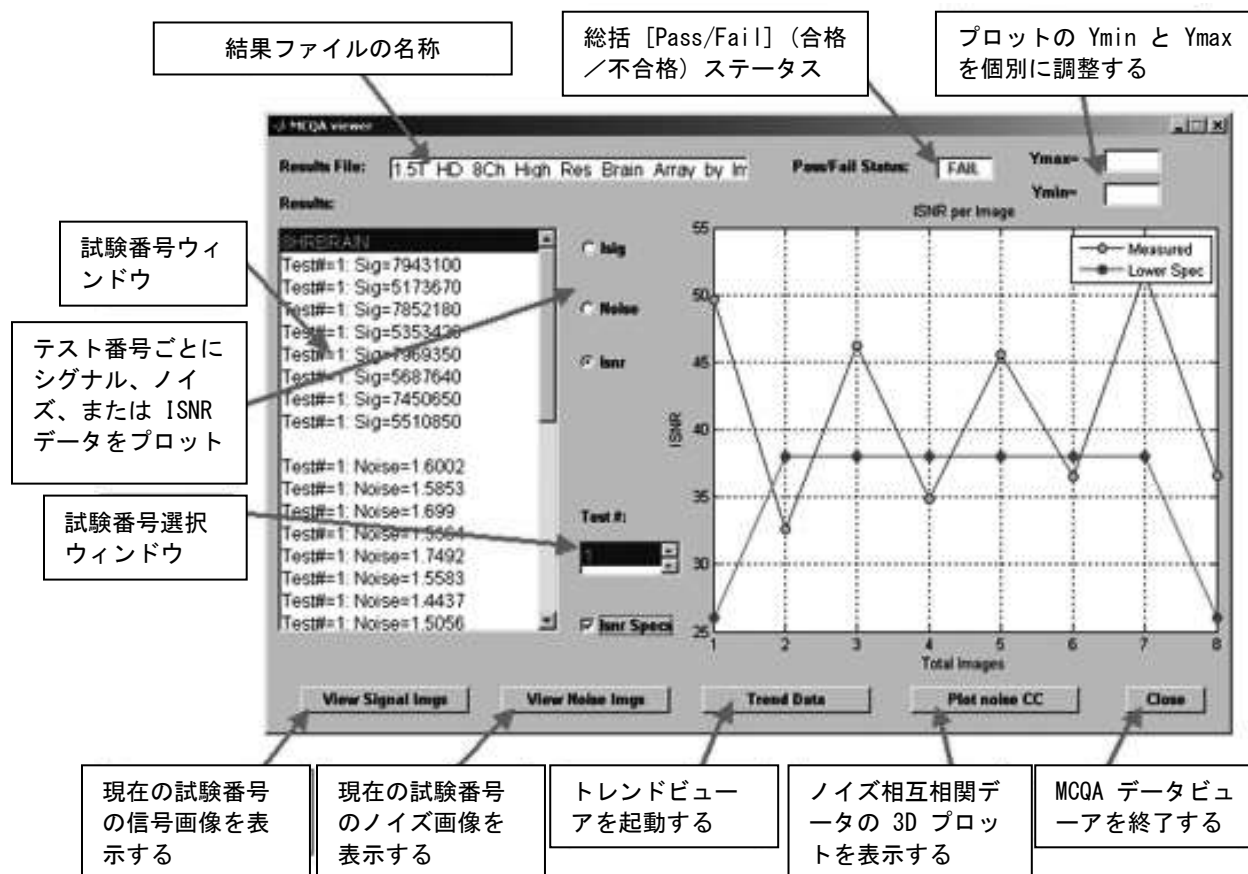 結果ファイルの名称
総括 [Pass/Fail] (合格
/不合格) ステータス
プロットの Ymin と Ymax
を個別に調整する
MCQA viewer
Results File:
1.5T HD 8Ch High Res Brain Array by Im
Pass/Fail Status:
FAIL
Ymax=
Ymin=
Results:
8HRBRAIN
Test#=1: Sig=7943100
Test#=1: Sig=5173670
Test#=1: Sig=7852180
Test#=1: Sig=7969350
Test#=1: Sig=5687640
Test#=1: Sig=7450650
Test#=1: Sig=5510850
Test#=1: Noise=1.6002
Test#=1: Noise=1.5853
Test#=1: Noise=1.699
Test#=1: Noise=1.7492
Test#=1: Noise=1.5583
Test#=1: Noise=1.4437
Test#=1: Noise=1.5056
Isig
Noise
Isnr
Test #:
1
Isnr Specs
ISNR per Image
Measured
Lower Spec
55
50
45
40
35
30
25
ISNR
1 2 3 4 5 6 7 8
Total Images
View Signal Imgs
View Noise Imgs
Trend Data
Plot noise CC
Close
試験番号ウィ
ンドウ
テスト番号ごとに
シグナル、ノイ
ズ、または ISNR
データをプロット
試験番号選択
ウィンドウ
現在の試験番号
の信号画像を表
示する
現在の試験番号
のノイズ画像を
表示する
トレンドビュー
アを起動する
ノイズ相互相関デ
ータの 3D プロッ
トを表示する
MCQA データビュ
ーアを終了する